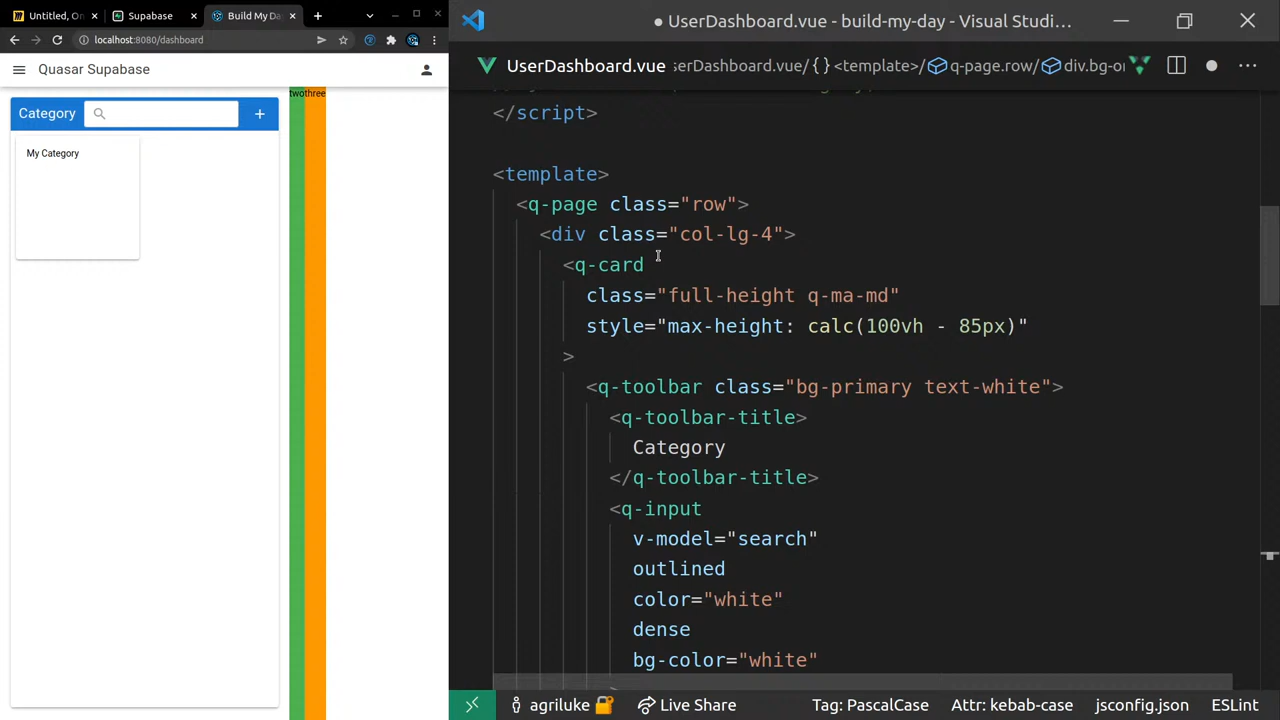 Untitled, On
Supabase
Build My Da
localhost:8080/dashboard
Quasar Supabase
Category
My Category
twothree
UserDashboard.vue - build-my-day - Visual Studi...
UserDashboard.vue
serDashboard.vue/ {} <template>/ q-page.row/ div.bg-or
</script>
<template>
<q-page class="row">
<div class="col-lg-4">
<q-card
class="full-height q-ma-md"
style="max-height: calc(100vh - 85px)"
>
<q-toolbar class="bg-primary text-white">
<q-toolbar-title>
Category
</q-toolbar-title>
<q-input
v-model="search"
outlined
color="white"
dense
bg-color="white"
agriluke Live Share Tag: PascalCase Attr: kebab-case jsconfig.json ESLint